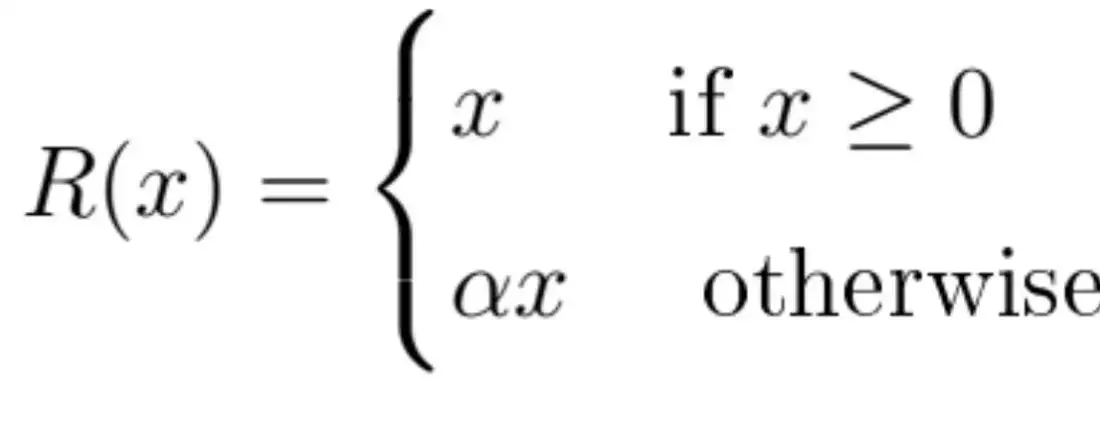 x if x ≥ 0
R(x) =
αx otherwise